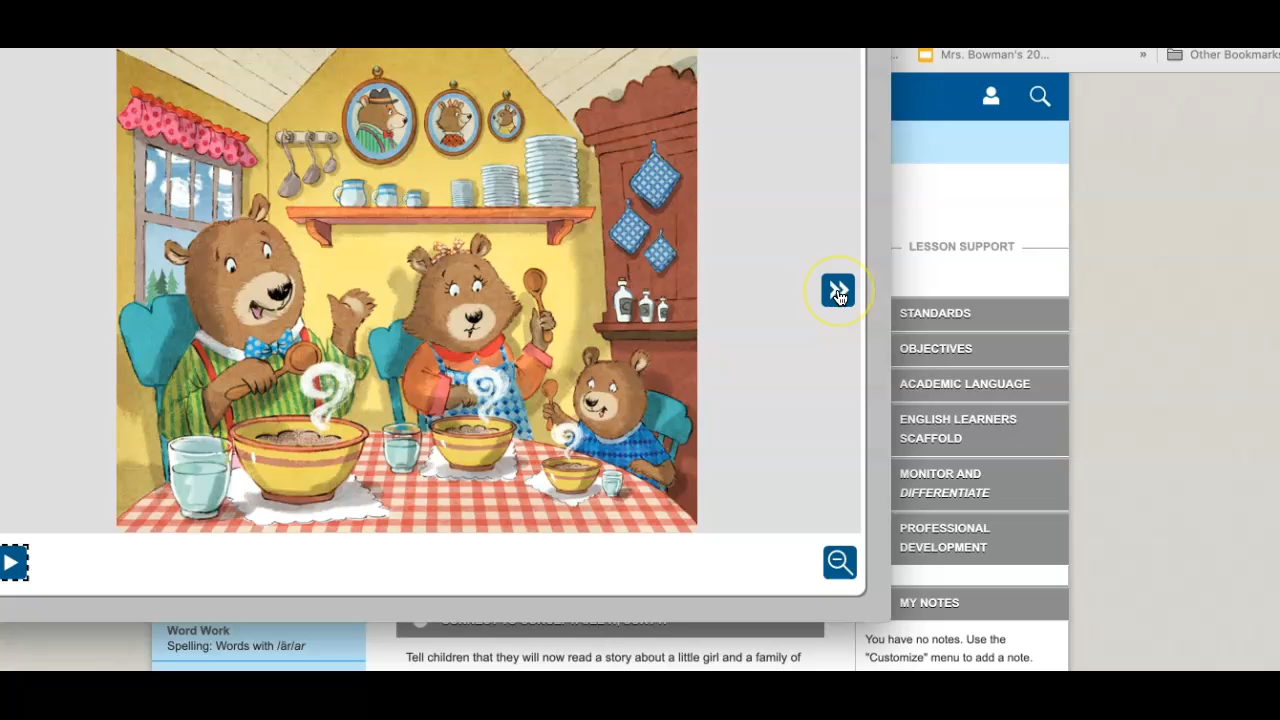 Mrs. Bowman's 20...
»
Other Bookmarks
LESSON SUPPORT
STANDARDS
OBJECTIVES
ACADEMIC LANGUAGE
ENGLISH LEARNERS
SCAFFOLD
MONITOR AND
DIFFERENTIATE
PROFESSIONAL
DEVELOPMENT
MY NOTES
You have no notes. Use the
"Customize" menu to add a note.
Word Work
Spelling: Words with /är/ar
Tell children that they will now read a story about a little girl and a family of